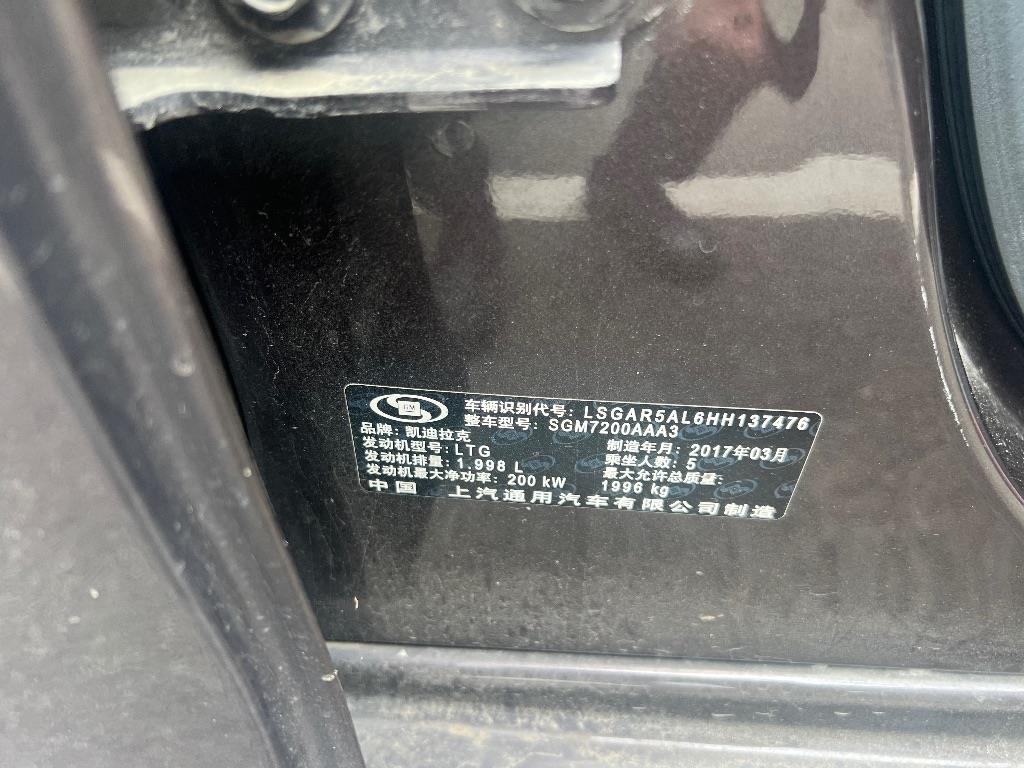 GM
车辆识别代号: LSGAR5AL6HH137476
整车型号: SGM7200AAA3
品牌: 凯迪拉克
制造年月: 2017年03月
发动机型号: LTG
乘坐人数: 5
发动机排量: 1.998 L
最大允许总质量:
发动机最大净功率: 200 kW
1996 kg
中国 上汽通用汽车有限公司制造